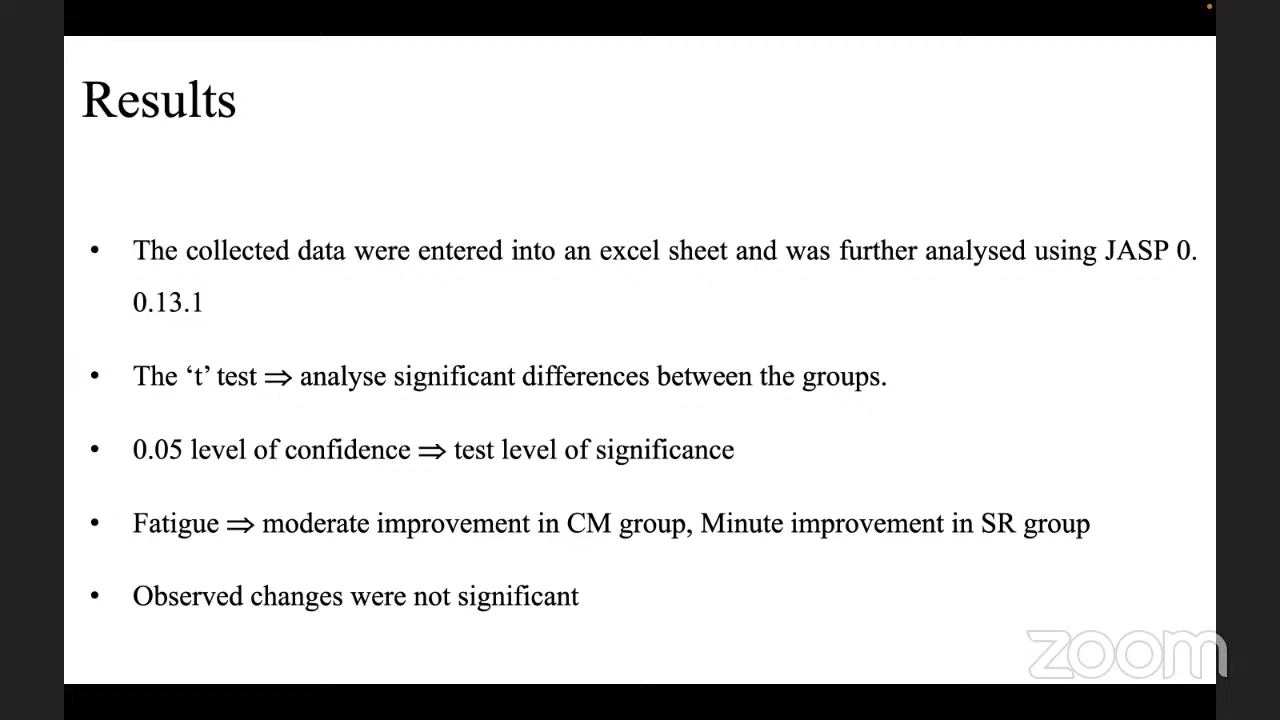 Results
• The collected data were entered into an excel sheet and was further analysed using JASP 0.
0.13.1
• The ‘t’ test ⇒ analyse significant differences between the groups.
• 0.05 level of confidence ⇒ test level of significance
• Fatigue ⇒ moderate improvement in CM group, Minute improvement in SR group
• Observed changes were not significant
zoom